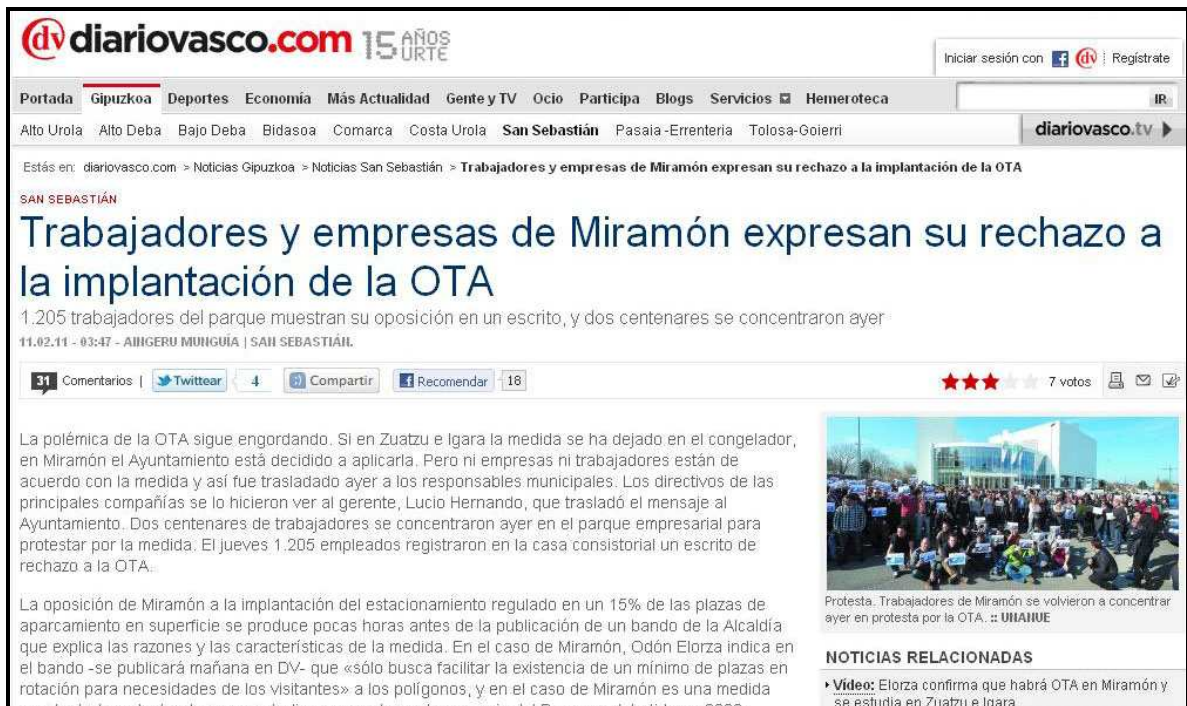 dv diariovasco.com 15 AÑOS URTE
Iniciar sesión con f dv | Regístrate
Portada Gipuzkoa Deportes Economía Más Actualidad Gente y TV Ocio Participa Blogs Servicios Hemeroteca IR
Alto Urola Alto Deba Bajo Deba Bidasoa Comarca Costa Urola San Sebastián Pasaia -Errenteria Tolosa-Goierri diariovasco.tv
Estás en: diariovasco.com > Noticias Gipuzkoa > Noticias San Sebastián > Trabajadores y empresas de Miramón expresan su rechazo a la implantación de la OTA
SAN SEBASTIÁN
Trabajadores y empresas de Miramón expresan su rechazo a
la implantación de la OTA
1.205 trabajadores del parque muestran su oposición en un escrito, y dos centenares se concentraron ayer
11.02.11 - 03:47 - AINGERU MUNGUÍA | SAN SEBASTIÁN.
31 Comentarios | Twittear 4 Compartir Recomendar 18 7 votos
La polémica de la OTA sigue engordando. Si en Zuatzu e Igara la medida se ha dejado en el congelador,
en Miramón el Ayuntamiento está decidido a aplicarla. Pero ni empresas ni trabajadores están de
acuerdo con la medida y así fue trasladado ayer a los responsables municipales. Los directivos de las
principales compañías se lo hicieron ver al gerente, Lucio Hernando, que trasladó el mensaje al
Ayuntamiento. Dos centenares de trabajadores se concentraron ayer en el parque empresarial para
protestar por la medida. El jueves 1.205 empleados registraron en la casa consistorial un escrito de
rechazo a la OTA.
La oposición de Miramón a la implantación del estacionamiento regulado en un 15% de las plazas de
aparcamiento en superficie se produce pocas horas antes de la publicación de un bando de la Alcaldía
que explica las razones y las características de la medida. En el caso de Miramón, Odón Elorza indica en
el bando -se publicará mañana en DV- que «sólo busca facilitar la existencia de un mínimo de plazas en
rotación para necesidades de los visitantes» a los polígonos, y en el caso de Miramón es una medida
Protesta. Trabajadores de Miramón se volvieron a concentrar
ayer en protesta por la OTA. :: UNANUE
NOTICIAS RELACIONADAS
Vídeo: Elorza confirma que habrá OTA en Miramón y
se estudia en Zuatzu e Igara